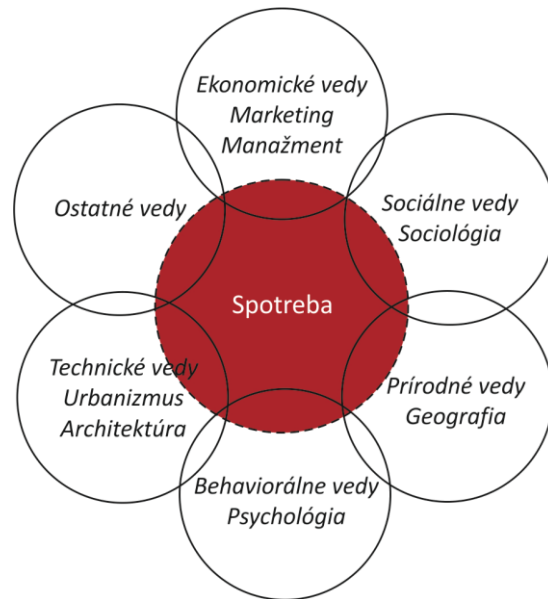 Ekonomické vedy
Marketing
Manažment
Ostatné vedy
Sociálne vedy
Sociológia
Spotreba
Technické vedy
Urbanizmus
Architektúra
Prírodné vedy
Geografia
Behaviorálne vedy
Psychológia